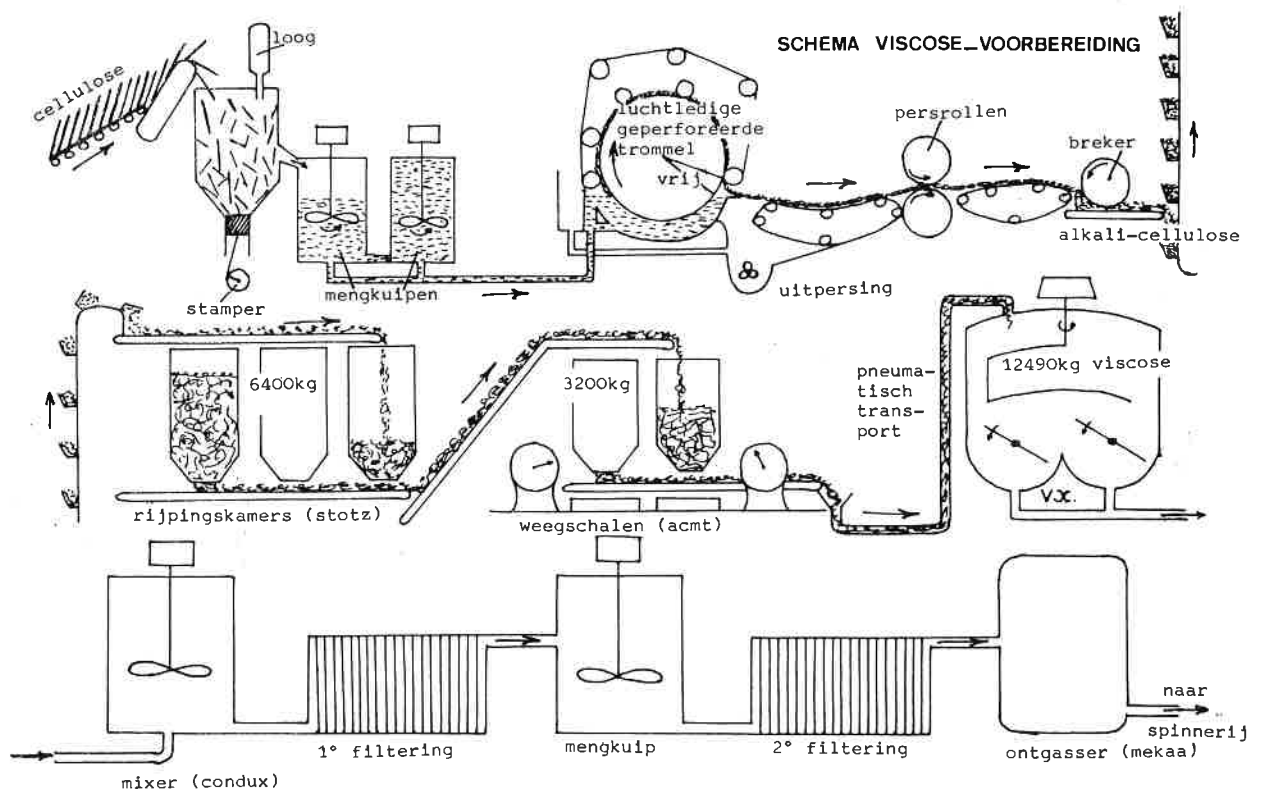 SCHEMA VISCOSE_VOORBEREIDING
loog
cellulose
luchtledige
geperforeerde
trommel
vrij
persrollen
breker
alkali-cellulose
stamper
mengkuipen
uitpersing
6400kg
3200kg
pneuma-
tisch
trans-
port
12490kg viscose
V.X.
rijpingskamers (stotz)
weegschalen (acmt)
mixer (condux)
1° filtering
mengkuip
2° filtering
ontgasser (mekaa)
naar
spinnerij